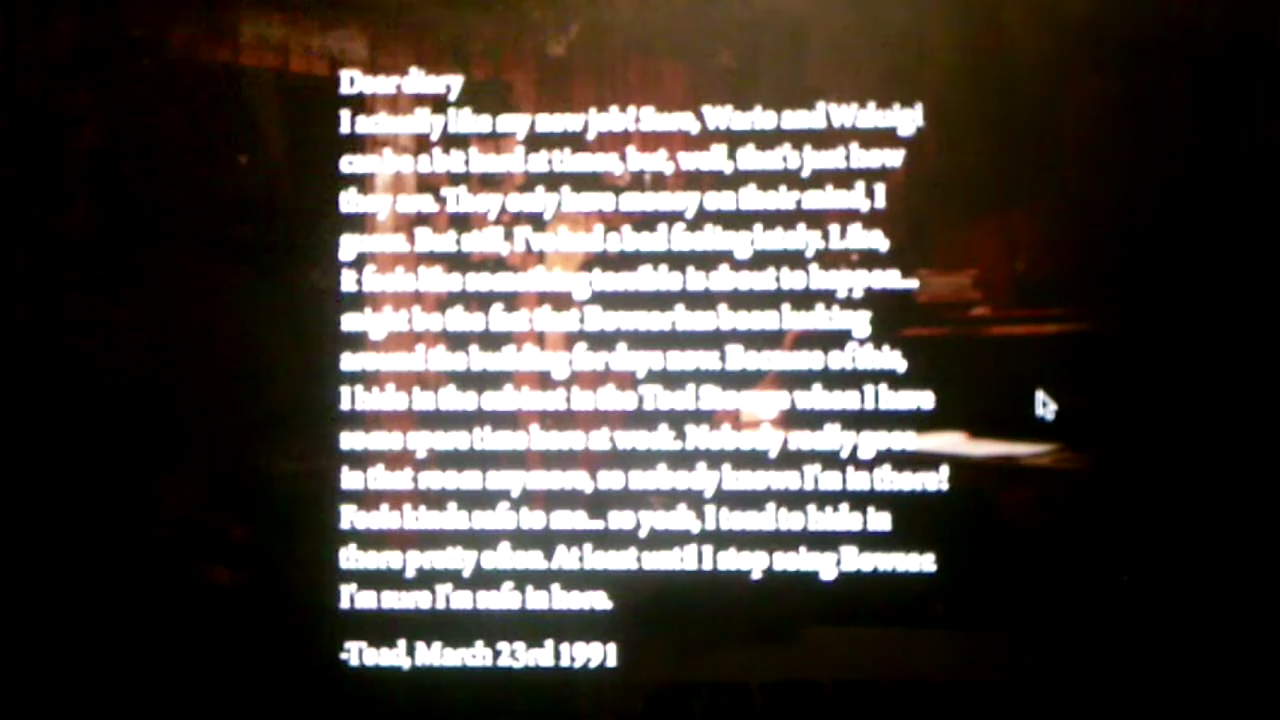 Dear diary
I actually like my new job! Sure, Wario and Waluigi
can be a bit hard at times, but, well, that's just how
they are. They only have money on their mind, I
guess. But still, I've had a bad feeling lately. Like,
it feels like something terrible is about to happen...
might be the fact that Bowser has been lurking
around the building for days now. Because of this,
I hide in the cabinet in the Tool Storage when I have
some spare time here at work. Nobody really goes
in that room anymore, so nobody knows I'm in there!
Feels kinda safe to me... so yeah, I tend to hide in
there pretty often. At least until I stop seing Bowser.
I'm sure I'm safe in here.
-Toad, March 23rd 1991